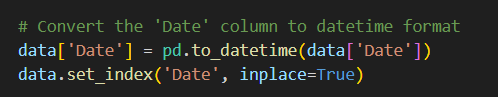 # Convert the 'Date' column to datetime format
data['Date'] = pd.to_datetime(data['Date'])
data.set_index('Date', inplace=True)